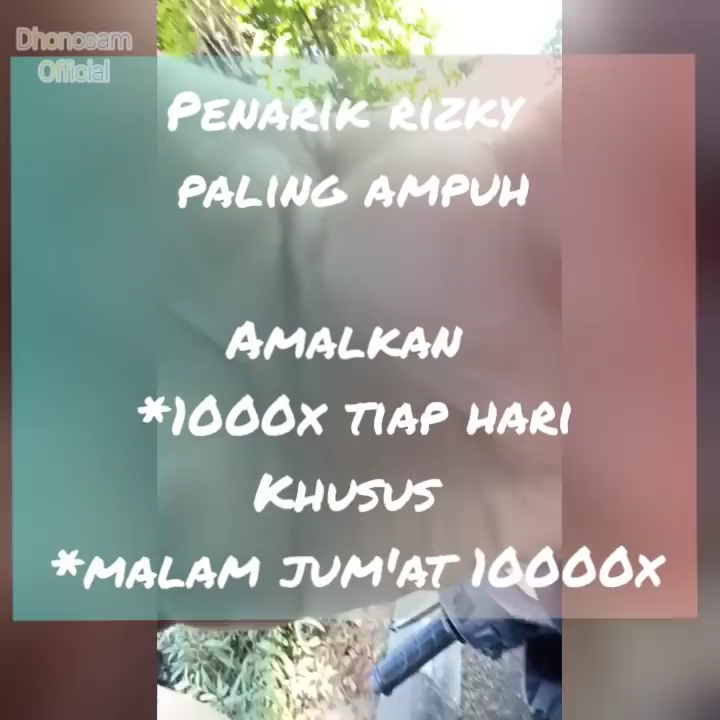 Dhonosam
Official
PENARIK RIZKY
PALING AMPUH
AMALKAN
*1000X TIAP HARI
KHUSUS
*MALAM JUM'AT 10000X